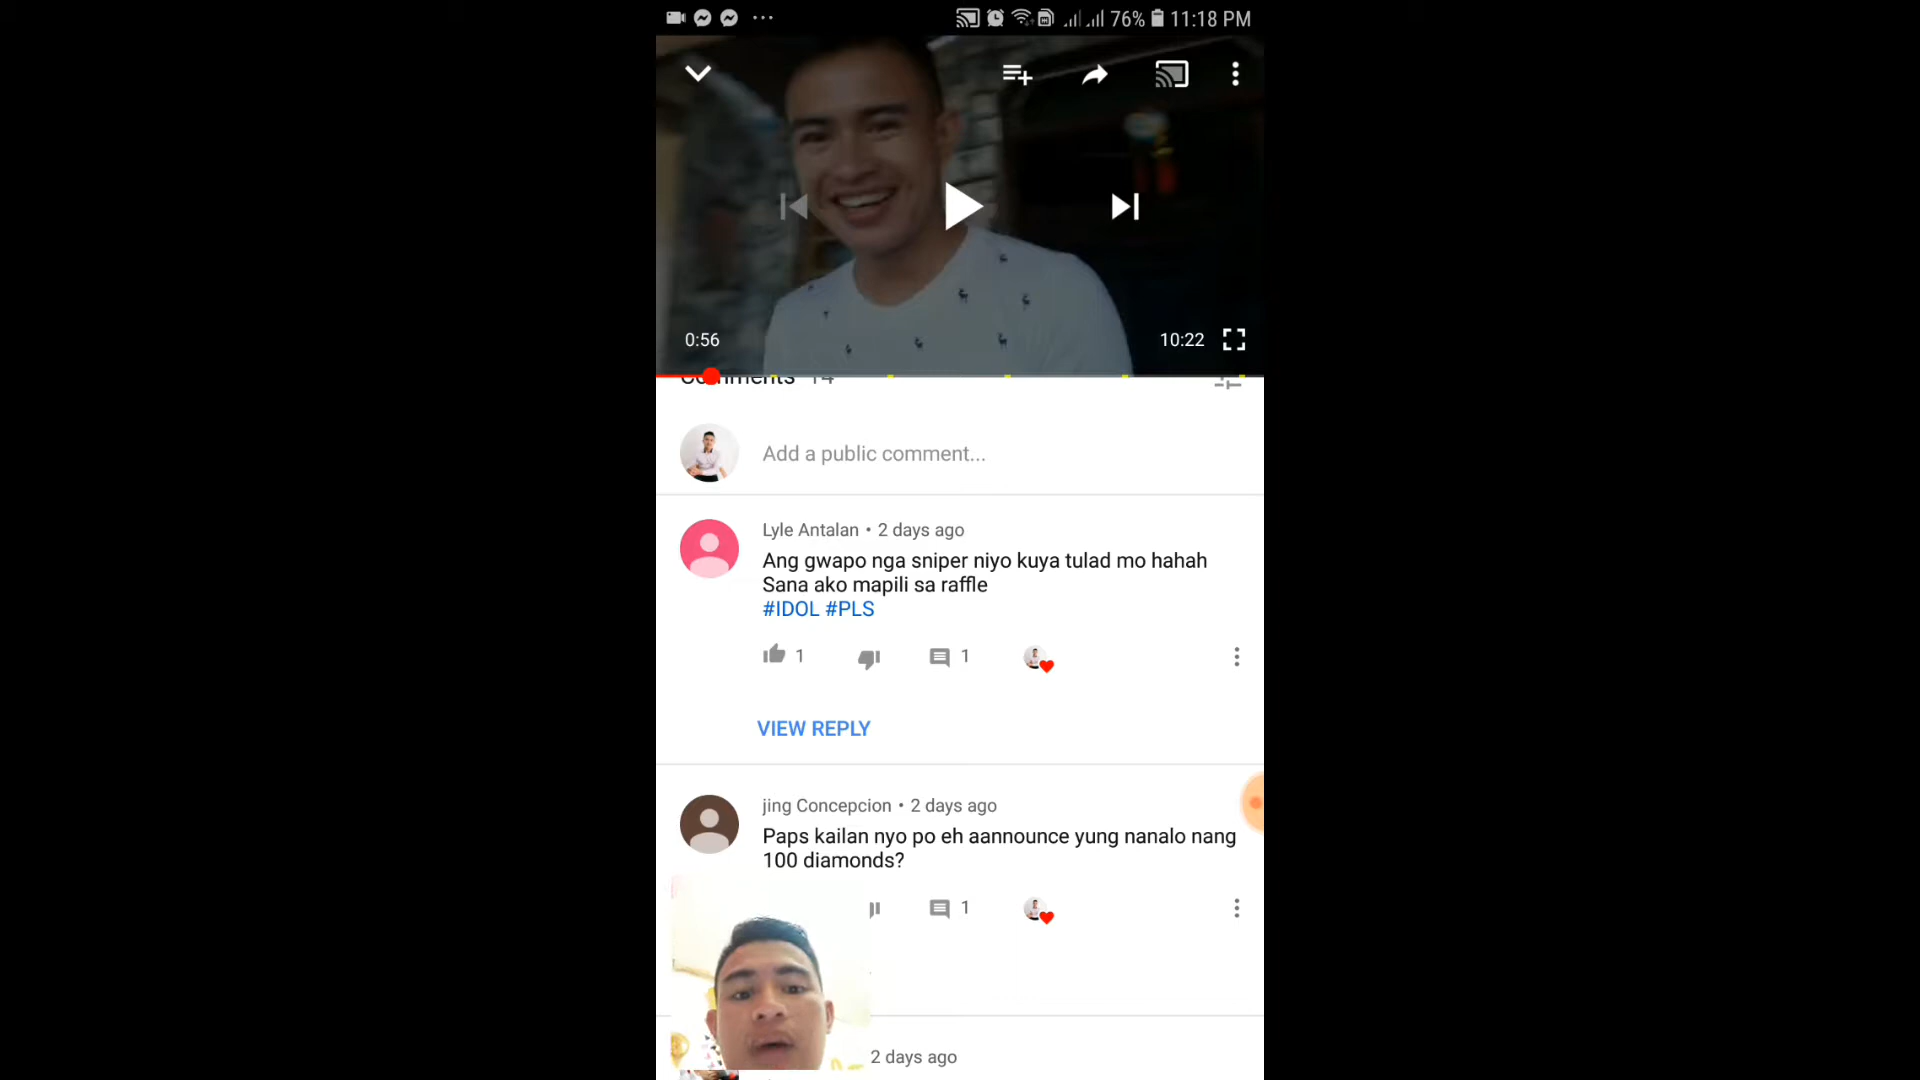 76% 11:18 PM
0:56
10:22
Comments 14
Add a public comment...
Lyle Antalan • 2 days ago
Ang gwapo nga sniper niyo kuya tulad mo hahah
Sana ako mapili sa raffle
#IDOL #PLS
1
1
VIEW REPLY
jing Concepcion • 2 days ago
Paps kailan nyo po eh aannounce yung nanalo nang
100 diamonds?
1
2 days ago